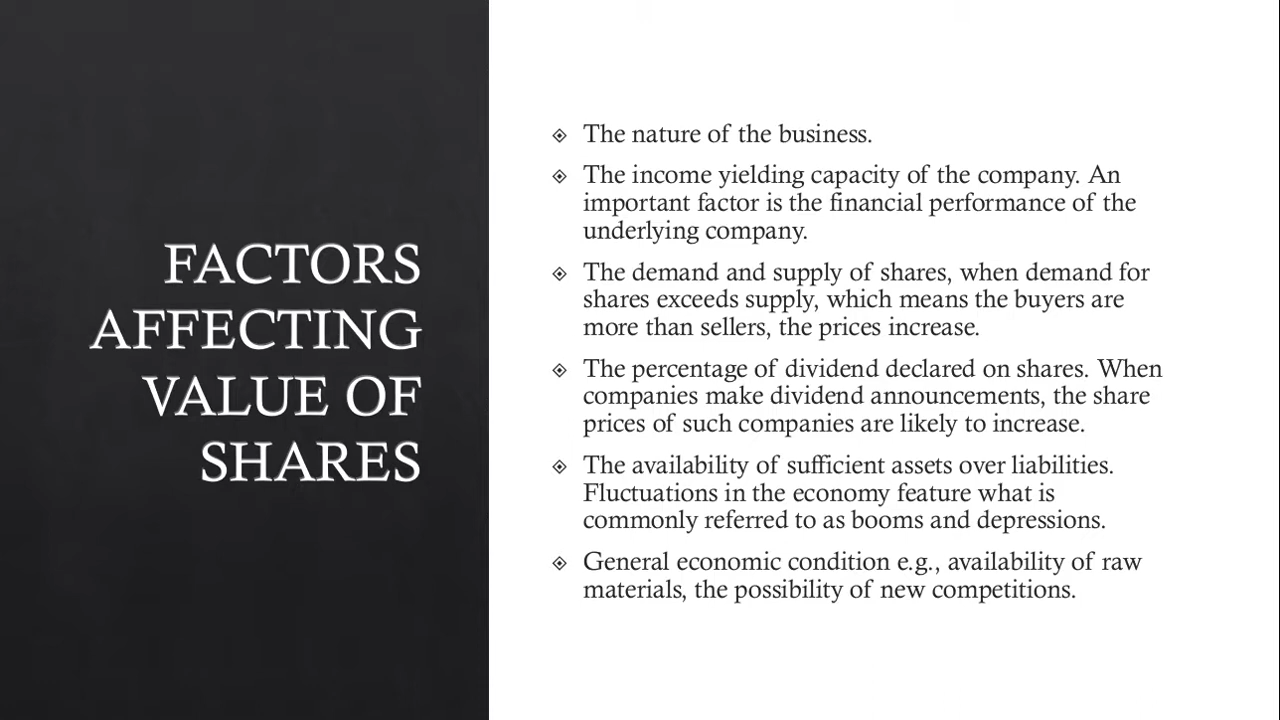 FACTORS
AFFECTING
VALUE OF
SHARES
The nature of the business.
The income yielding capacity of the company. An
important factor is the financial performance of the
underlying company.
The demand and supply of shares, when demand for
shares exceeds supply, which means the buyers are
more than sellers, the prices increase.
The percentage of dividend declared on shares. When
companies make dividend announcements, the share
prices of such companies are likely to increase.
The availability of sufficient assets over liabilities.
Fluctuations in the economy feature what is
commonly referred to as booms and depressions.
General economic condition e.g., availability of raw
materials, the possibility of new competitions.